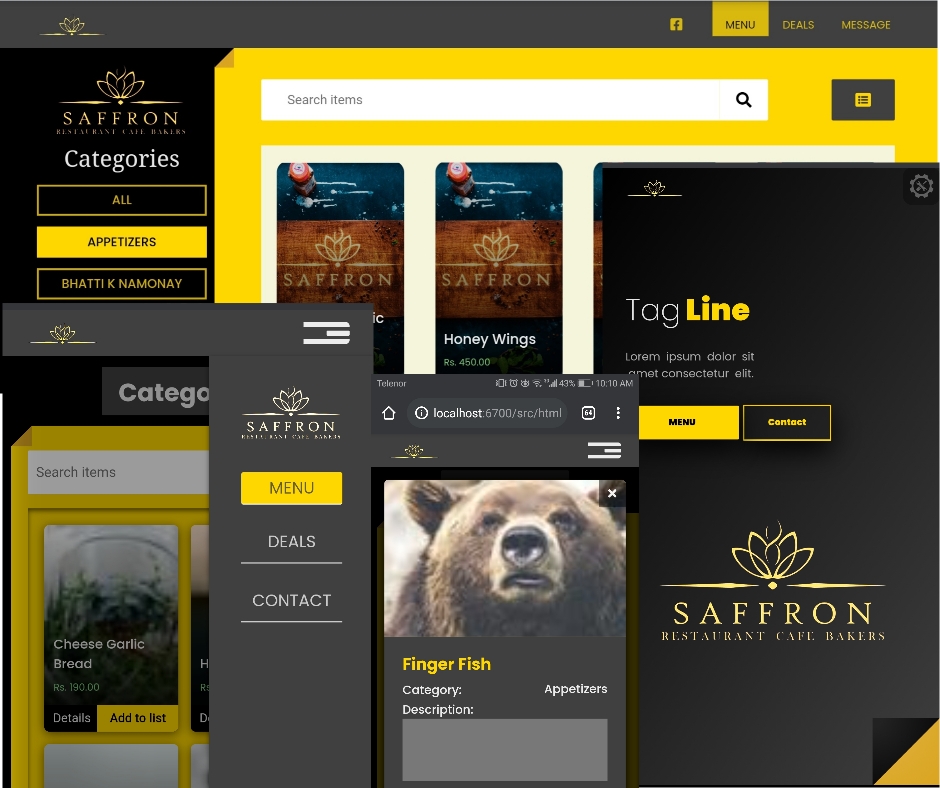 MENU
DEALS
MESSAGE
SAFFRON
RESTAURANT CAFE BAKERS
Categories
ALL
APPETIZERS
BHATTI K NAMONAY
Search items
SAFFRON
SAFFRON
ic
Honey Wings
Rs. 450.00
Tag Line
Lorem ipsum dolor sit
amet consectetur elit.
MENU
Contact
SAFFRON
RESTAURANT CAFE BAKERS
Catego
Search items
Cheese Garlic
Bread
Rs. 190.00
Details
Add to list
H
Rs
De
SAFFRON
RESTAURANT CAFE BAKERS
MENU
DEALS
CONTACT
Telenor
43%
10:10 AM
localhost:6700/src/html
64
Finger Fish
Category:
Appetizers
Description: